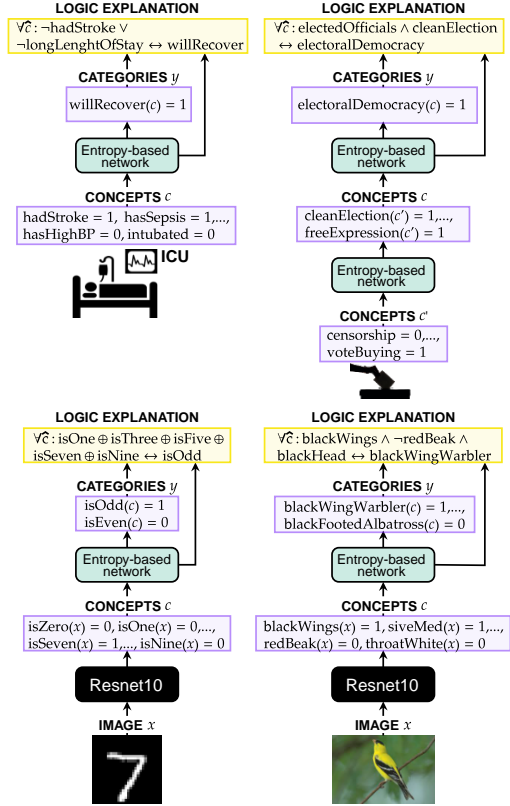 LOGIC EXPLANATION
∀ĉ : ¬hadStroke ∨
¬longLenghtOfStay ↔ willRecover
CATEGORIES y
willRecover(c) = 1
Entropy-based
network
CONCEPTS c
hadStroke = 1, hasSepsis = 1,...,
hasHighBP = 0, intubated = 0
ICU
LOGIC EXPLANATION
∀ĉ : electedOfficials ∧ cleanElection
↔ electoralDemocracy
CATEGORIES y
electoralDemocracy(c) = 1
Entropy-based
network
CONCEPTS c
cleanElection(c′) = 1,...,
freeExpression(c′) = 1
Entropy-based
network
CONCEPTS c'
censorship = 0,...,
voteBuying = 1
LOGIC EXPLANATION
∀ĉ : isOne ⊕ isThree ⊕ isFive ⊕
isSeven ⊕ isNine ↔ isOdd
CATEGORIES y
isOdd(c) = 1
isEven(c) = 0
Entropy-based
network
CONCEPTS c
isZero(x) = 0, isOne(x) = 0,...,
isSeven(x) = 1,..., isNine(x) = 0
Resnet10
IMAGE x
7
LOGIC EXPLANATION
∀ĉ : blackWings ∧ ¬redBeak ∧
blackHead ↔ blackWingWarbler
CATEGORIES y
blackWingWarbler(c) = 1,...,
blackFootedAlbatross(c) = 0
Entropy-based
network
CONCEPTS c
blackWings(x) = 1, siveMed(x) = 1,...,
redBeak(x) = 0, throatWhite(x) = 0
Resnet10
IMAGE x